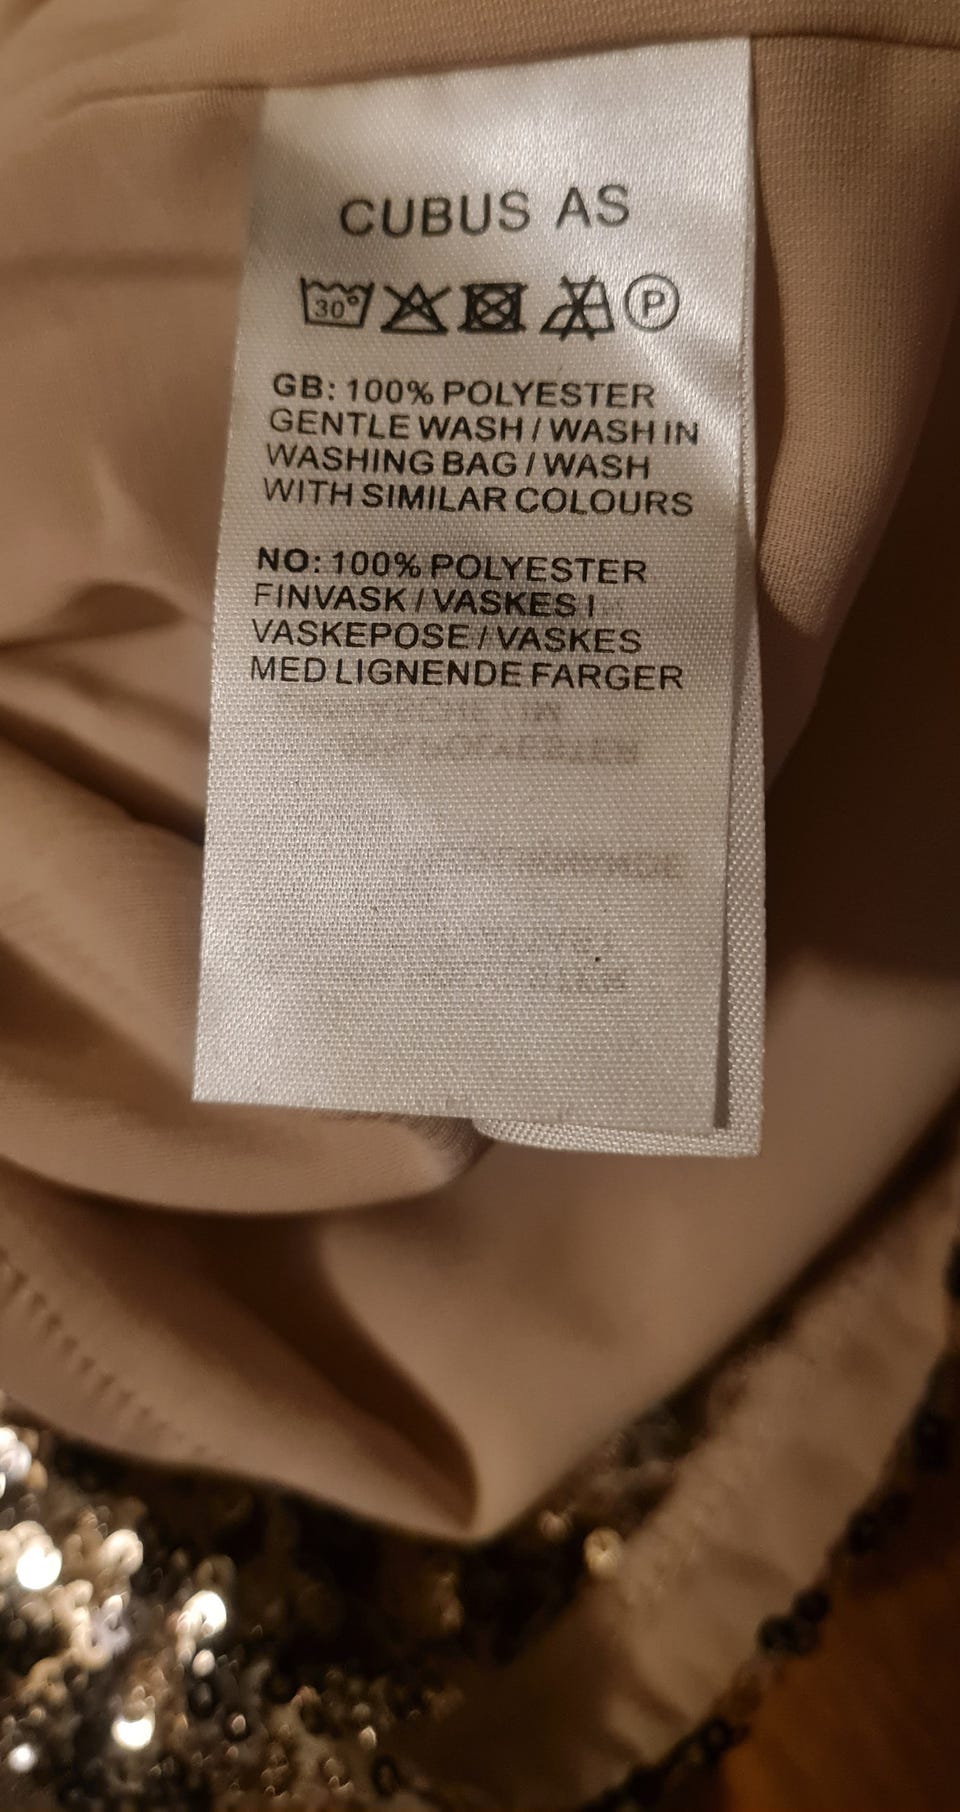 CUBUS AS
30° P
GB: 100% POLYESTER
GENTLE WASH / WASH IN
WASHING BAG / WASH
WITH SIMILAR COLOURS
NO: 100% POLYESTER
FINVASK / VASKES I
VASKEPOSE / VASKES
MED LIGNENDE FARGER